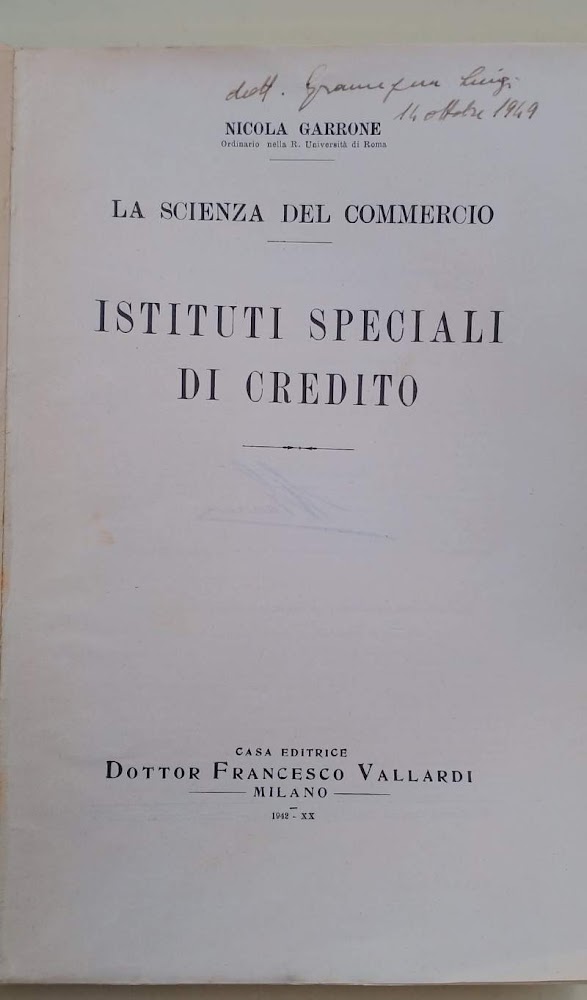 dott. Luigi
14 ottobre 1949
NICOLA GARRONE
Ordinario nella R. Università di Roma
LA SCIENZA DEL COMMERCIO
ISTITUTI SPECIALI
DI CREDITO
CASA EDITRICE
DOTTOR FRANCESCO VALLARDI
MILANO
1942 - XX